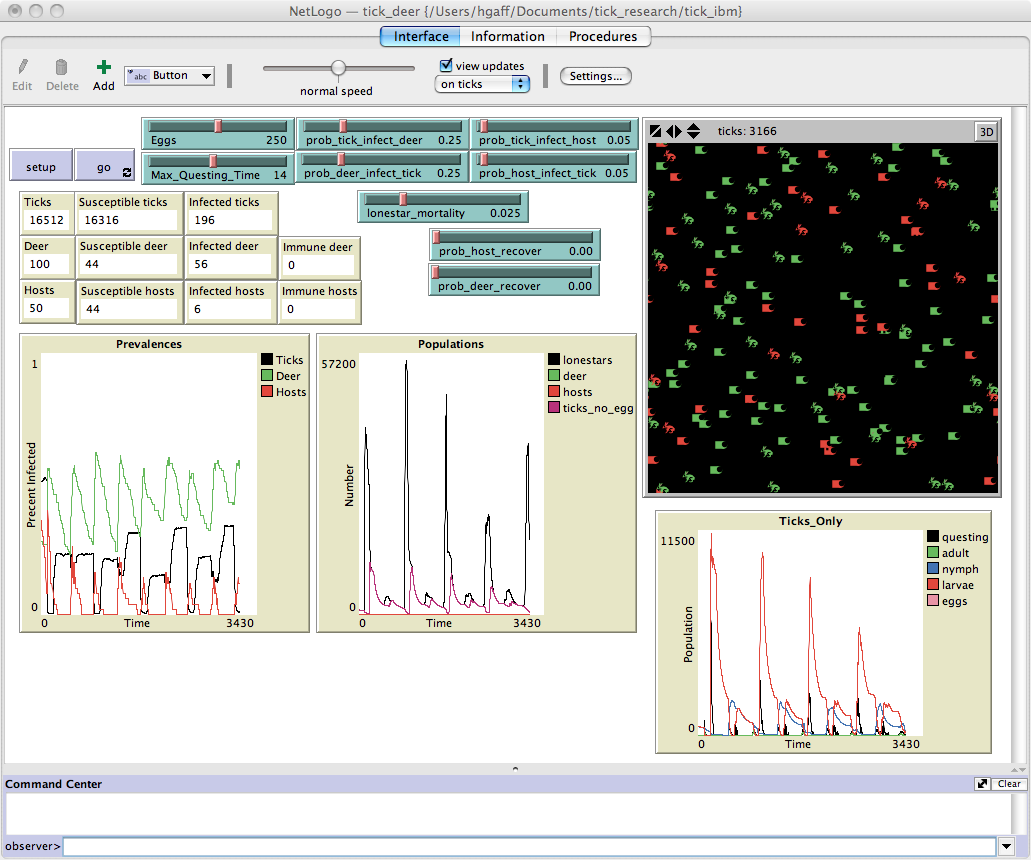 NetLogo — tick_deer {/Users/hgaff/Documents/tick_research/tick_ibm}
Interface Information Procedures
Edit Delete Add abc Button normal speed view updates on ticks Settings...
ticks: 3166 3D
Eggs 250 prob_tick_infect_deer 0.25 prob_tick_infect_host 0.05
setup go Max_Questing_Time 14 prob_deer_infect_tick 0.25 prob_host_infect_tick 0.05
Ticks Susceptible ticks Infected ticks
16512 16316 196
lonestar_mortality 0.025
Deer Susceptible deer Infected deer Immune deer
100 44 56 0
prob_host_recover 0.00
prob_deer_recover 0.00
Hosts Susceptible hosts Infected hosts Immune hosts
50 44 6 0
Prevalences
1
Precent Infected
0
0 Time 3430
Ticks
Deer
Hosts
Populations
57200
Number
0
0 Time 3430
lonestars
deer
hosts
ticks_no_egg
Ticks_Only
11500
Population
0
0 Time 3430
questing
adult
nymph
larvae
eggs
Command Center Clear
observer>